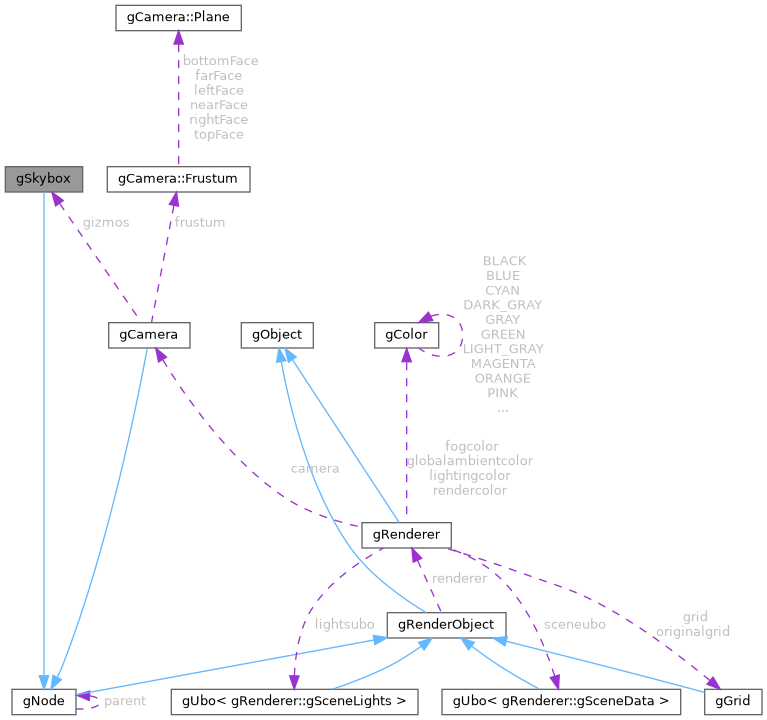 gCamera::Plane
bottomFace
farFace
leftFace
nearFace
rightFace
topFace
gSkybox
gCamera::Frustum
gizmos
frustum
BLACK
BLUE
CYAN
DARK_GRAY
GRAY
GREEN
LIGHT_GRAY
MAGENTA
ORANGE
PINK
...
gCamera
gObject
gColor
fogcolor
globalambientcolor
lightingcolor
rendercolor
camera
gRenderer
renderer
grid
originalgrid
lightsubo
gRenderObject
sceneubo
gNode
parent
gUbo< gRenderer::gSceneLights >
gUbo< gRenderer::gSceneData >
gGrid